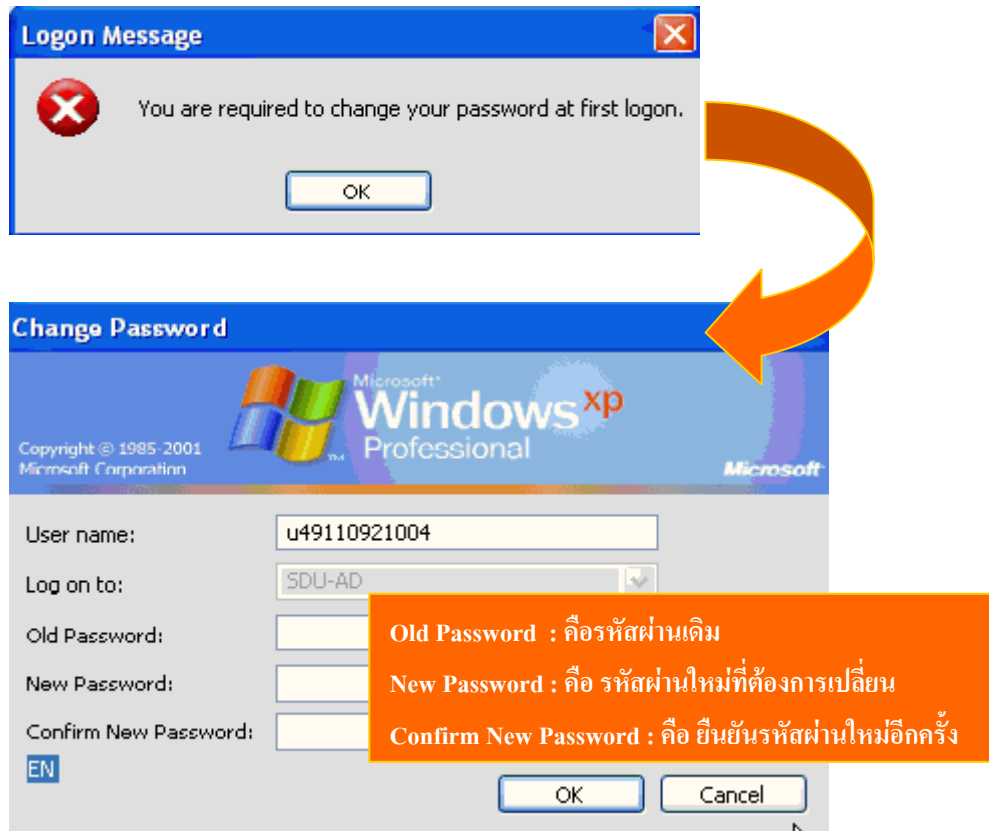 Logon Message
You are required to change your password at first logon.
OK
Change Password
Microsoft
Windows xp
Professional
TM
Copyright © 1985-2001
Microsoft Corporation
Microsoft
User name:
u49110921004
Log on to:
SDU-AD
Old Password:
Old Password : คือรหัสผ่านเดิม
New Password:
New Password : คือ รหัสผ่านใหม่ที่ต้องการเปลี่ยน
Confirm New Password:
Confirm New Password : คือ ยืนยันรหัสผ่านใหม่อีกครั้ง
EN
OK
Cancel